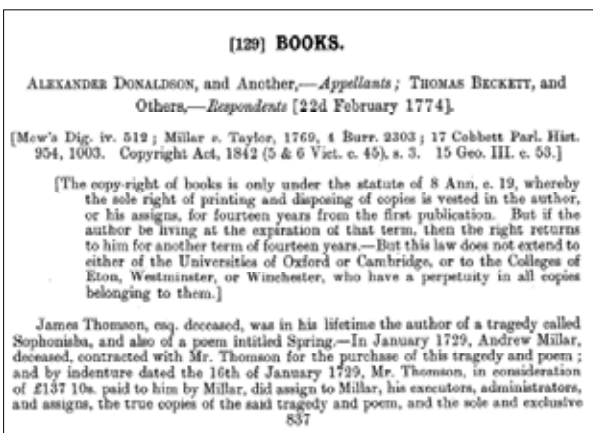 [129] BOOKS.
ALEXANDER DONALDSON, and Another,—Appellants; THOMAS BECKETT, and
Others,—Respondents [22d February 1774].
[Mew's Dig. iv. 512; Millar v. Taylor, 1769, 4 Burr. 2303; 17 Cobbett Parl. Hist.
954, 1003. Copyright Act, 1842 (5 & 6 Vict. c. 45), s. 3. 15 Geo. III. c. 53.]
[The copy-right of books is only under the statute of 8 Ann, c. 19, whereby
the sole right of printing and disposing of copies is vested in the author,
or his assigns, for fourteen years from the first publication. But if the
author be living at the expiration of that term, then the right returns
to him for another term of fourteen years.—But this law does not extend to
either of the Universities of Oxford or Cambridge, or to the Colleges of
Eton, Westminster, or Winchester, who have a perpetuity in all copies
belonging to them.]
James Thomson, esq. deceased, was in his lifetime the author of a tragedy called
Sophonisba, and also of a poem intitled Spring.—In January 1729, Andrew Millar,
deceased, contracted with Mr. Thomson for the purchase of this tragedy and poem;
and by indenture dated the 16th of January 1729, Mr. Thomson, in consideration
of £137 10s. paid to him by Millar, did assign to Millar, his executors, administrators,
and assigns, the true copies of the said tragedy and poem, and the sole and exclusive
837